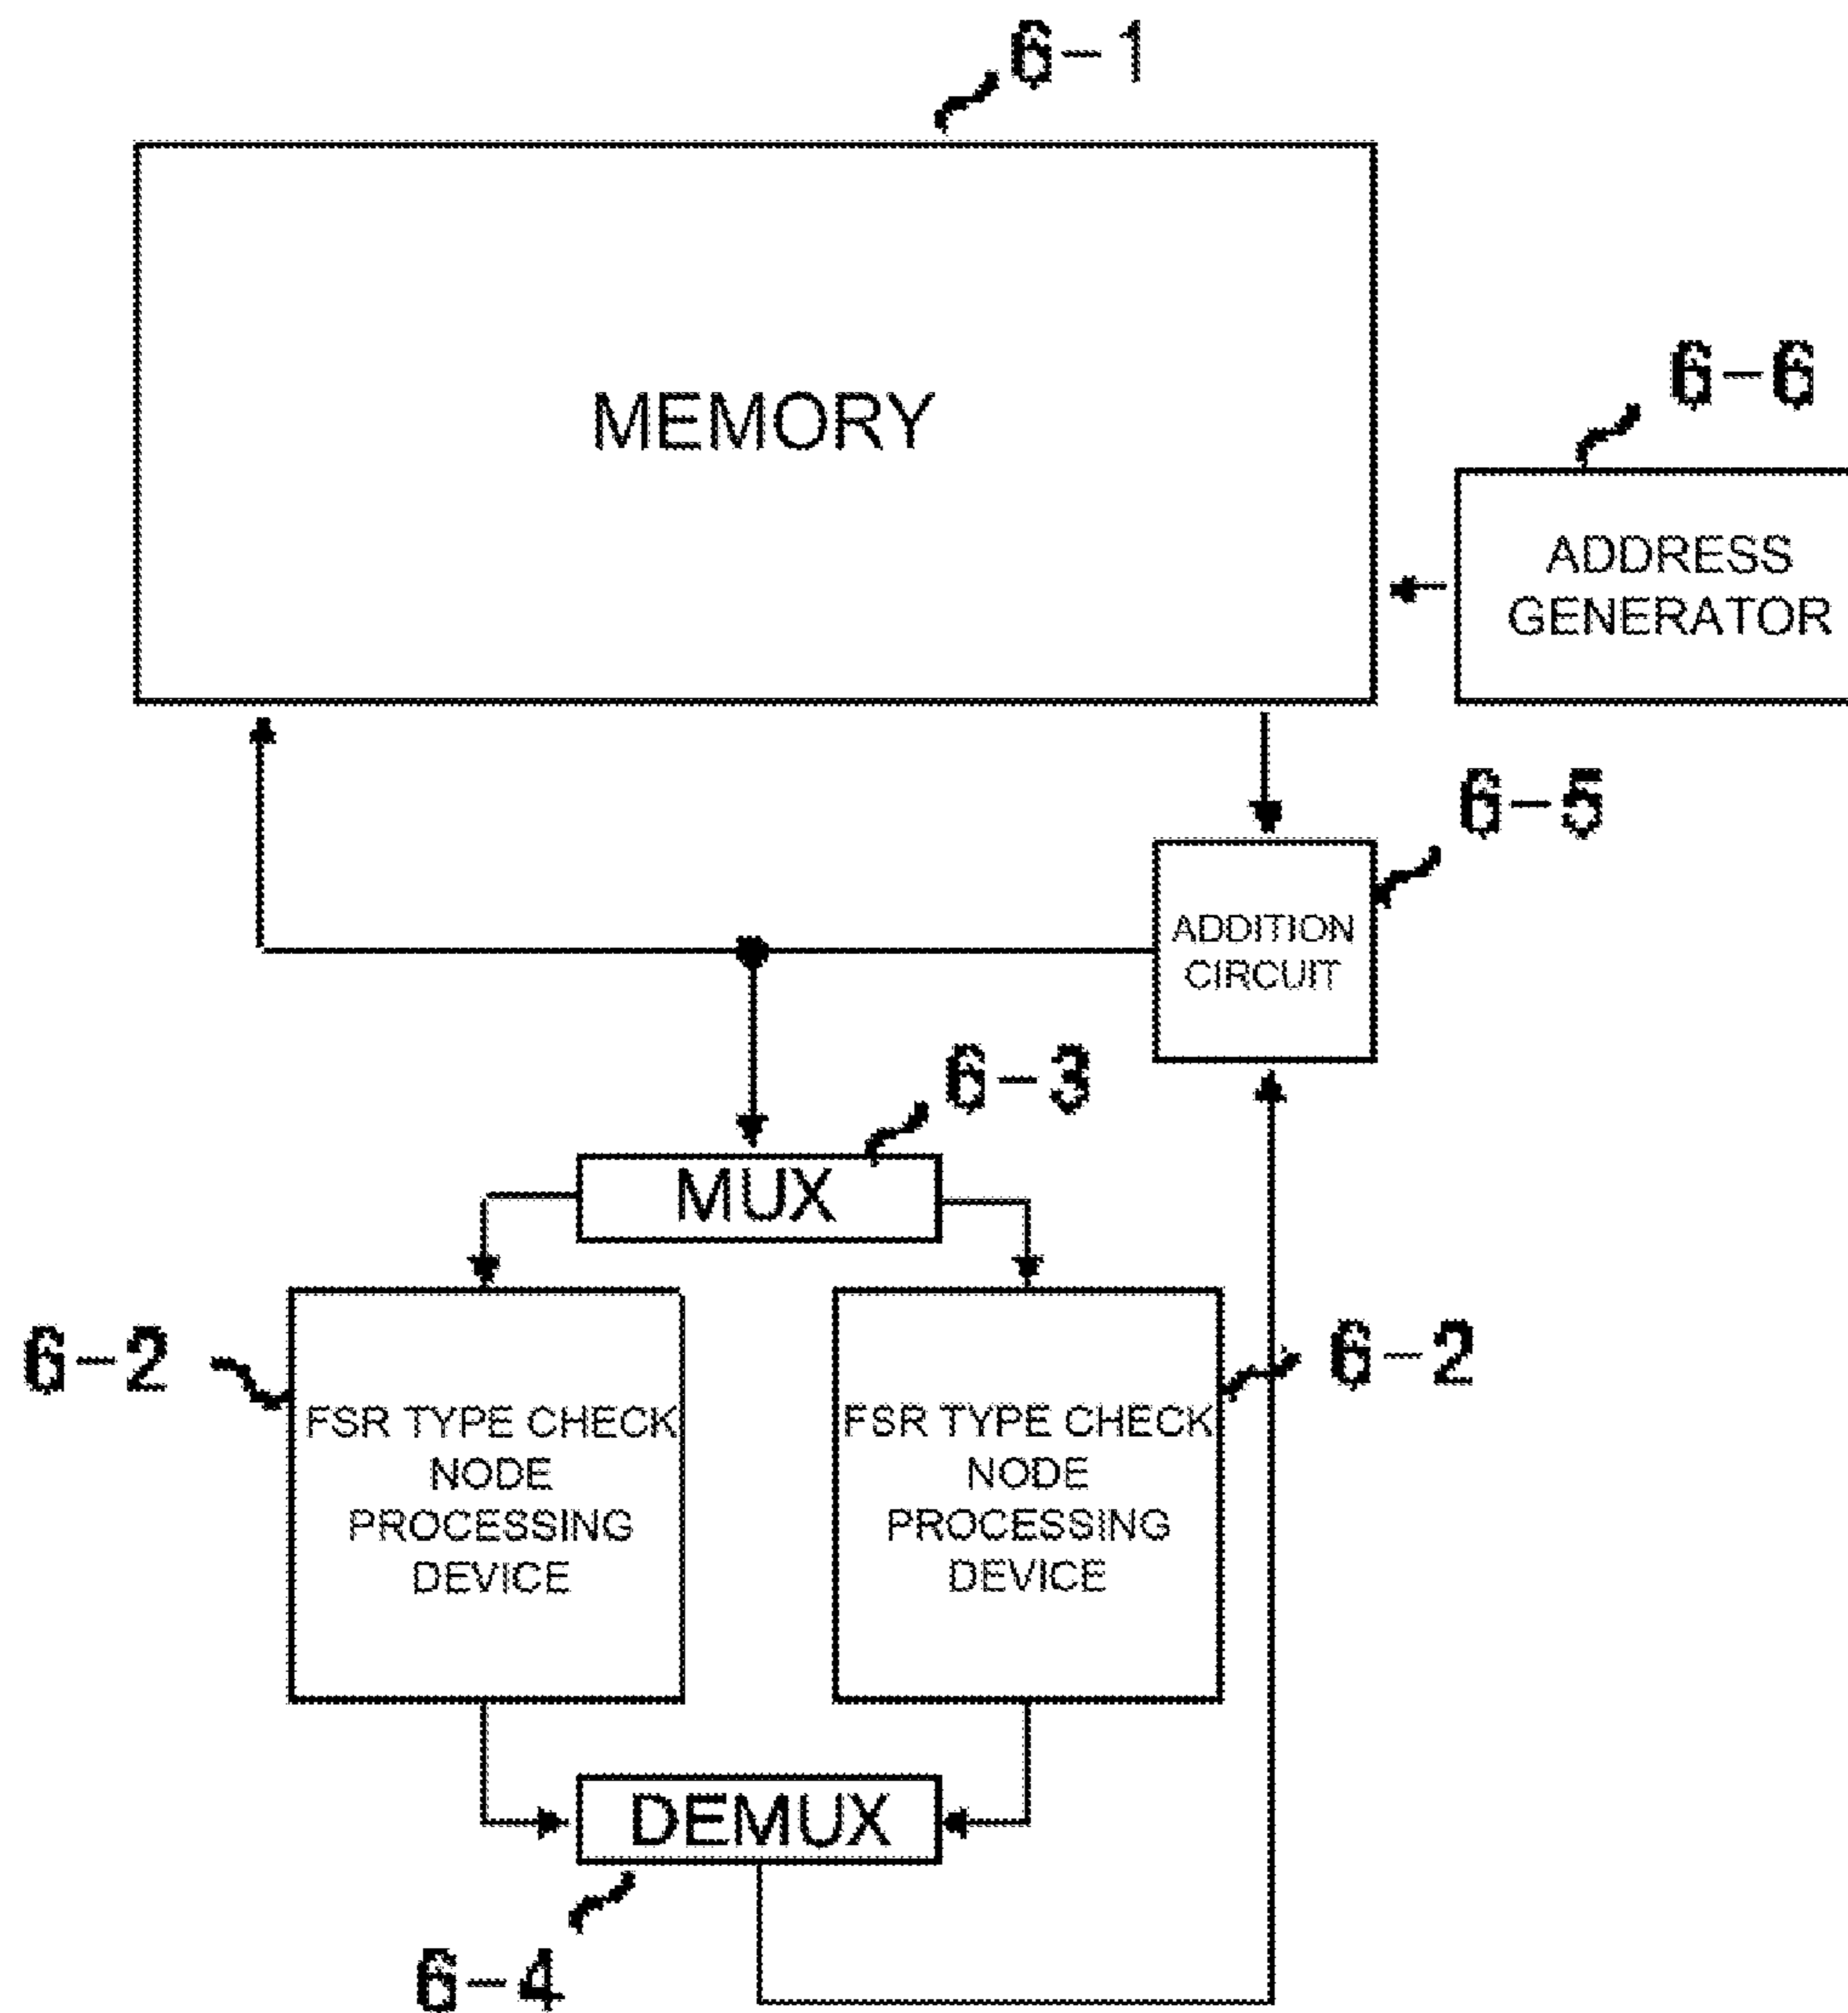 6-1
MEMORY
6-6
ADDRESS
GENERATOR
6-5
ADDITION
CIRCUIT
6-3
MUX
6-2
FSR TYPE CHECK
NODE
PROCESSING
DEVICE
FSR TYPE CHECK
NODE
PROCESSING
DEVICE
6-2
DEMUX
6-4